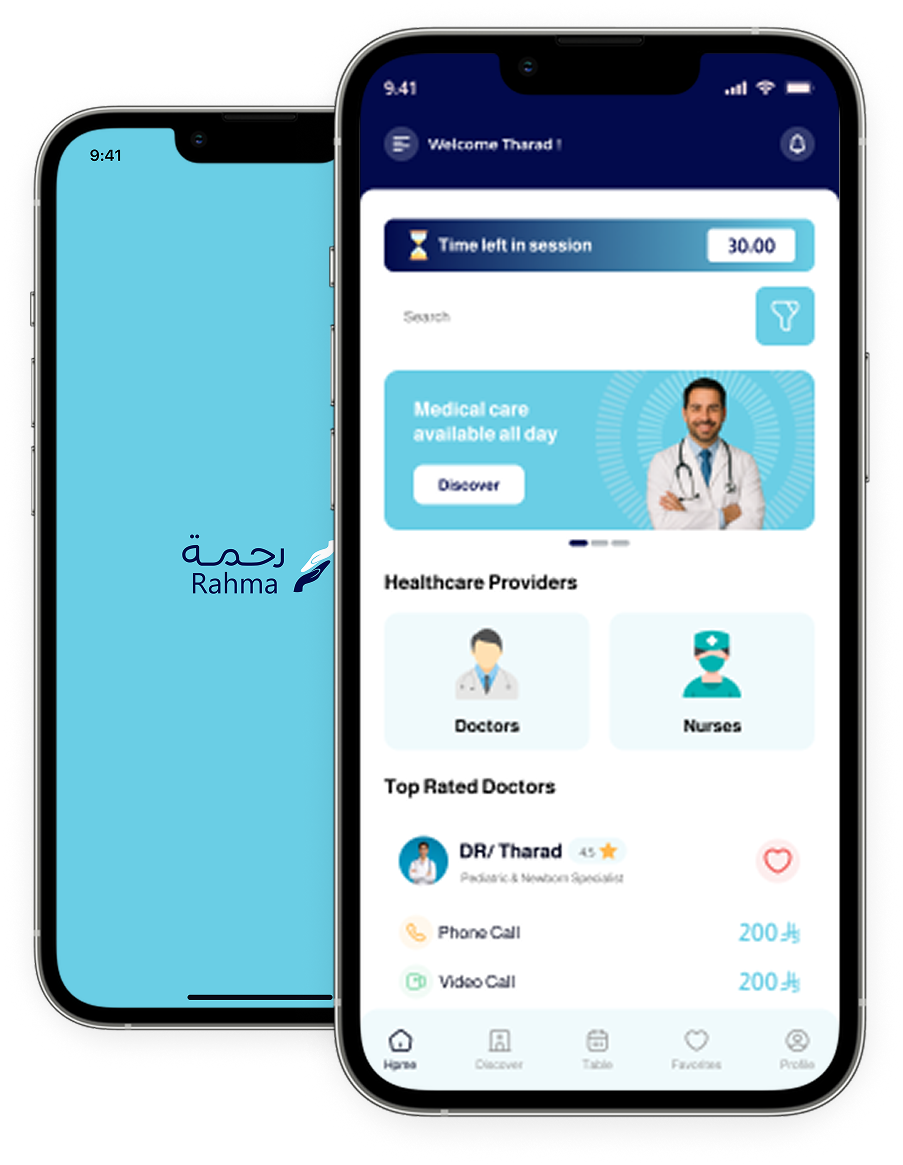 9:41
رحمة
Rahma
9.41
Welcome Tharad !
Time left in session
30:00
Search
Medical care
available all day
Discover
Healthcare Providers
Doctors
Nurses
Top Rated Doctors
DR/ Tharad
4.5
Pediatric & Newborn Specialist
Phone Call
200
Video Call
200
Home
Discover
Table
Favorites
Profile